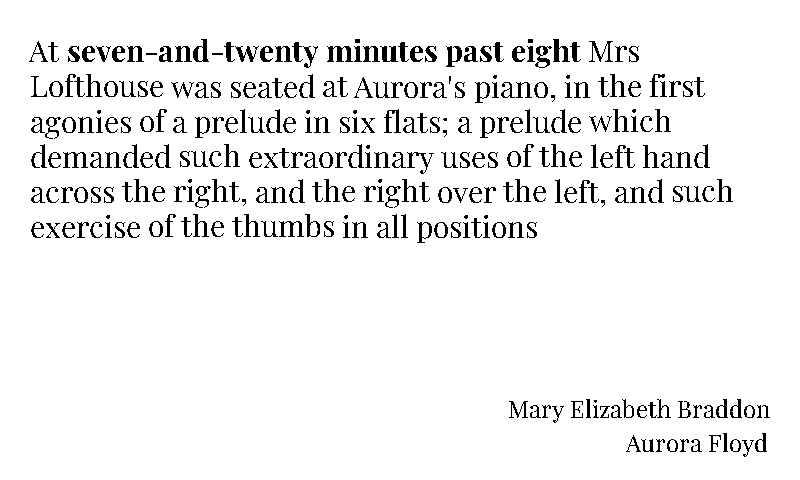 At seven-and-twenty minutes past eight Mrs
Lofthouse was seated at Aurora's piano, in the first
agonies of a prelude in six flats; a prelude which
demanded such extraordinary uses of the left hand
across the right, and the right over the left, and such
exercise of the thumbs in all positions
Mary Elizabeth Braddon
Aurora Floyd